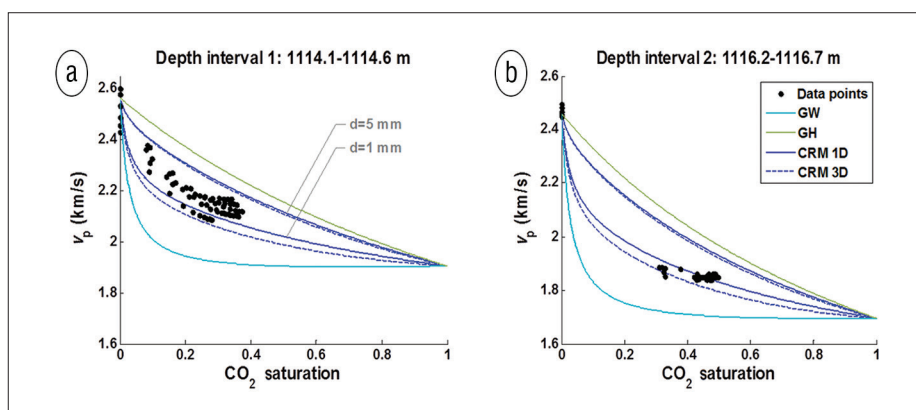 a
Depth interval 1: 1114.1-1114.6 m
2.6
2.4
2.2
2
1.8
1.6
v_p (km/s)
d=5 mm
d=1 mm
0 0.2 0.4 0.6 0.8 1
CO₂ saturation
b
Depth interval 2: 1116.2-1116.7 m
2.6
2.4
2.2
2
1.8
1.6
v_p (km/s)
Data points
GW
GH
CRM 1D
CRM 3D
0 0.2 0.4 0.6 0.8 1
CO₂ saturation